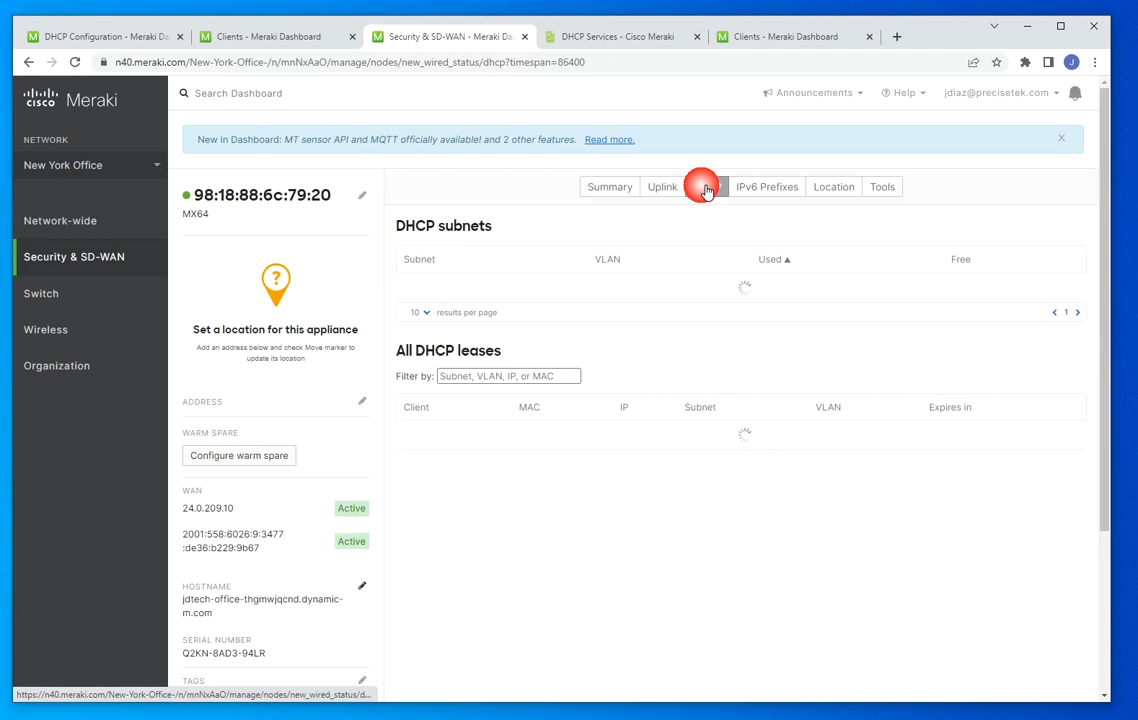 DHCP Configuration - Meraki Da
Clients - Meraki Dashboard
Security & SD-WAN - Meraki Das
DHCP Services - Cisco Meraki
Clients - Meraki Dashboard
n40.meraki.com/New-York-Office-/n/mnNxAaO/manage/nodes/new_wired_status/dhcp?timespan=86400
J
CISCO Meraki
Search Dashboard
Announcements
Help
jdiaz@precisetek.com
NETWORK
New York Office
Network-wide
Security & SD-WAN
Switch
Wireless
Organization
New in Dashboard: MT sensor API and MQTT officially available! and 2 other features. Read more.
98:18:88:6c:79:20
MX64
?
Set a location for this appliance
Add an address below and check Move marker to
update its location
ADDRESS
WARM SPARE
Configure warm spare
WAN
24.0.209.10 Active
2001:558:6026:9:3477
:de36:b229:9b67 Active
HOSTNAME
jdtech-office-thgmwjqcnd.dynamic-
m.com
SERIAL NUMBER
Q2KN-8AD3-94LR
TAGS
Summary Uplink IPv6 Prefixes Location Tools
DHCP subnets
Subnet VLAN Used Free
10 results per page
1
All DHCP leases
Filter by: Subnet, VLAN, IP, or MAC
Client MAC IP Subnet VLAN Expires in
https://n40.meraki.com/New-York-Office-/n/mnNxAaO/manage/nodes/new_wired_status/d...